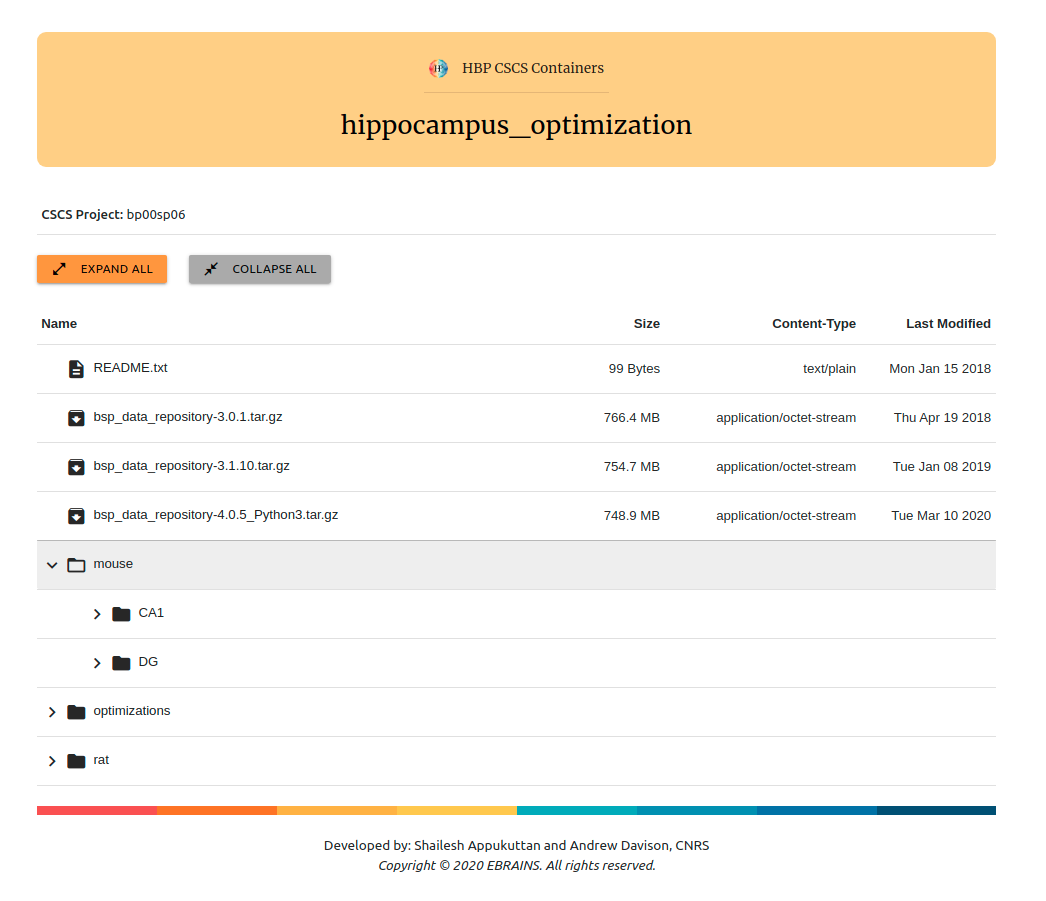 HBP CSCS Containers
hippocampus_optimization
CSCS Project: bp00sp06
EXPAND ALL COLLAPSE ALL
Name Size Content-Type Last Modified
README.txt 99 Bytes text/plain Mon Jan 15 2018
bsp_data_repository-3.0.1.tar.gz 766.4 MB application/octet-stream Thu Apr 19 2018
bsp_data_repository-3.1.10.tar.gz 754.7 MB application/octet-stream Tue Jan 08 2019
bsp_data_repository-4.0.5_Python3.tar.gz 748.9 MB application/octet-stream Tue Mar 10 2020
mouse
CA1
DG
optimizations
rat
Developed by: Shailesh Appukuttan and Andrew Davison, CNRS
Copyright © 2020 EBRAINS. All rights reserved.